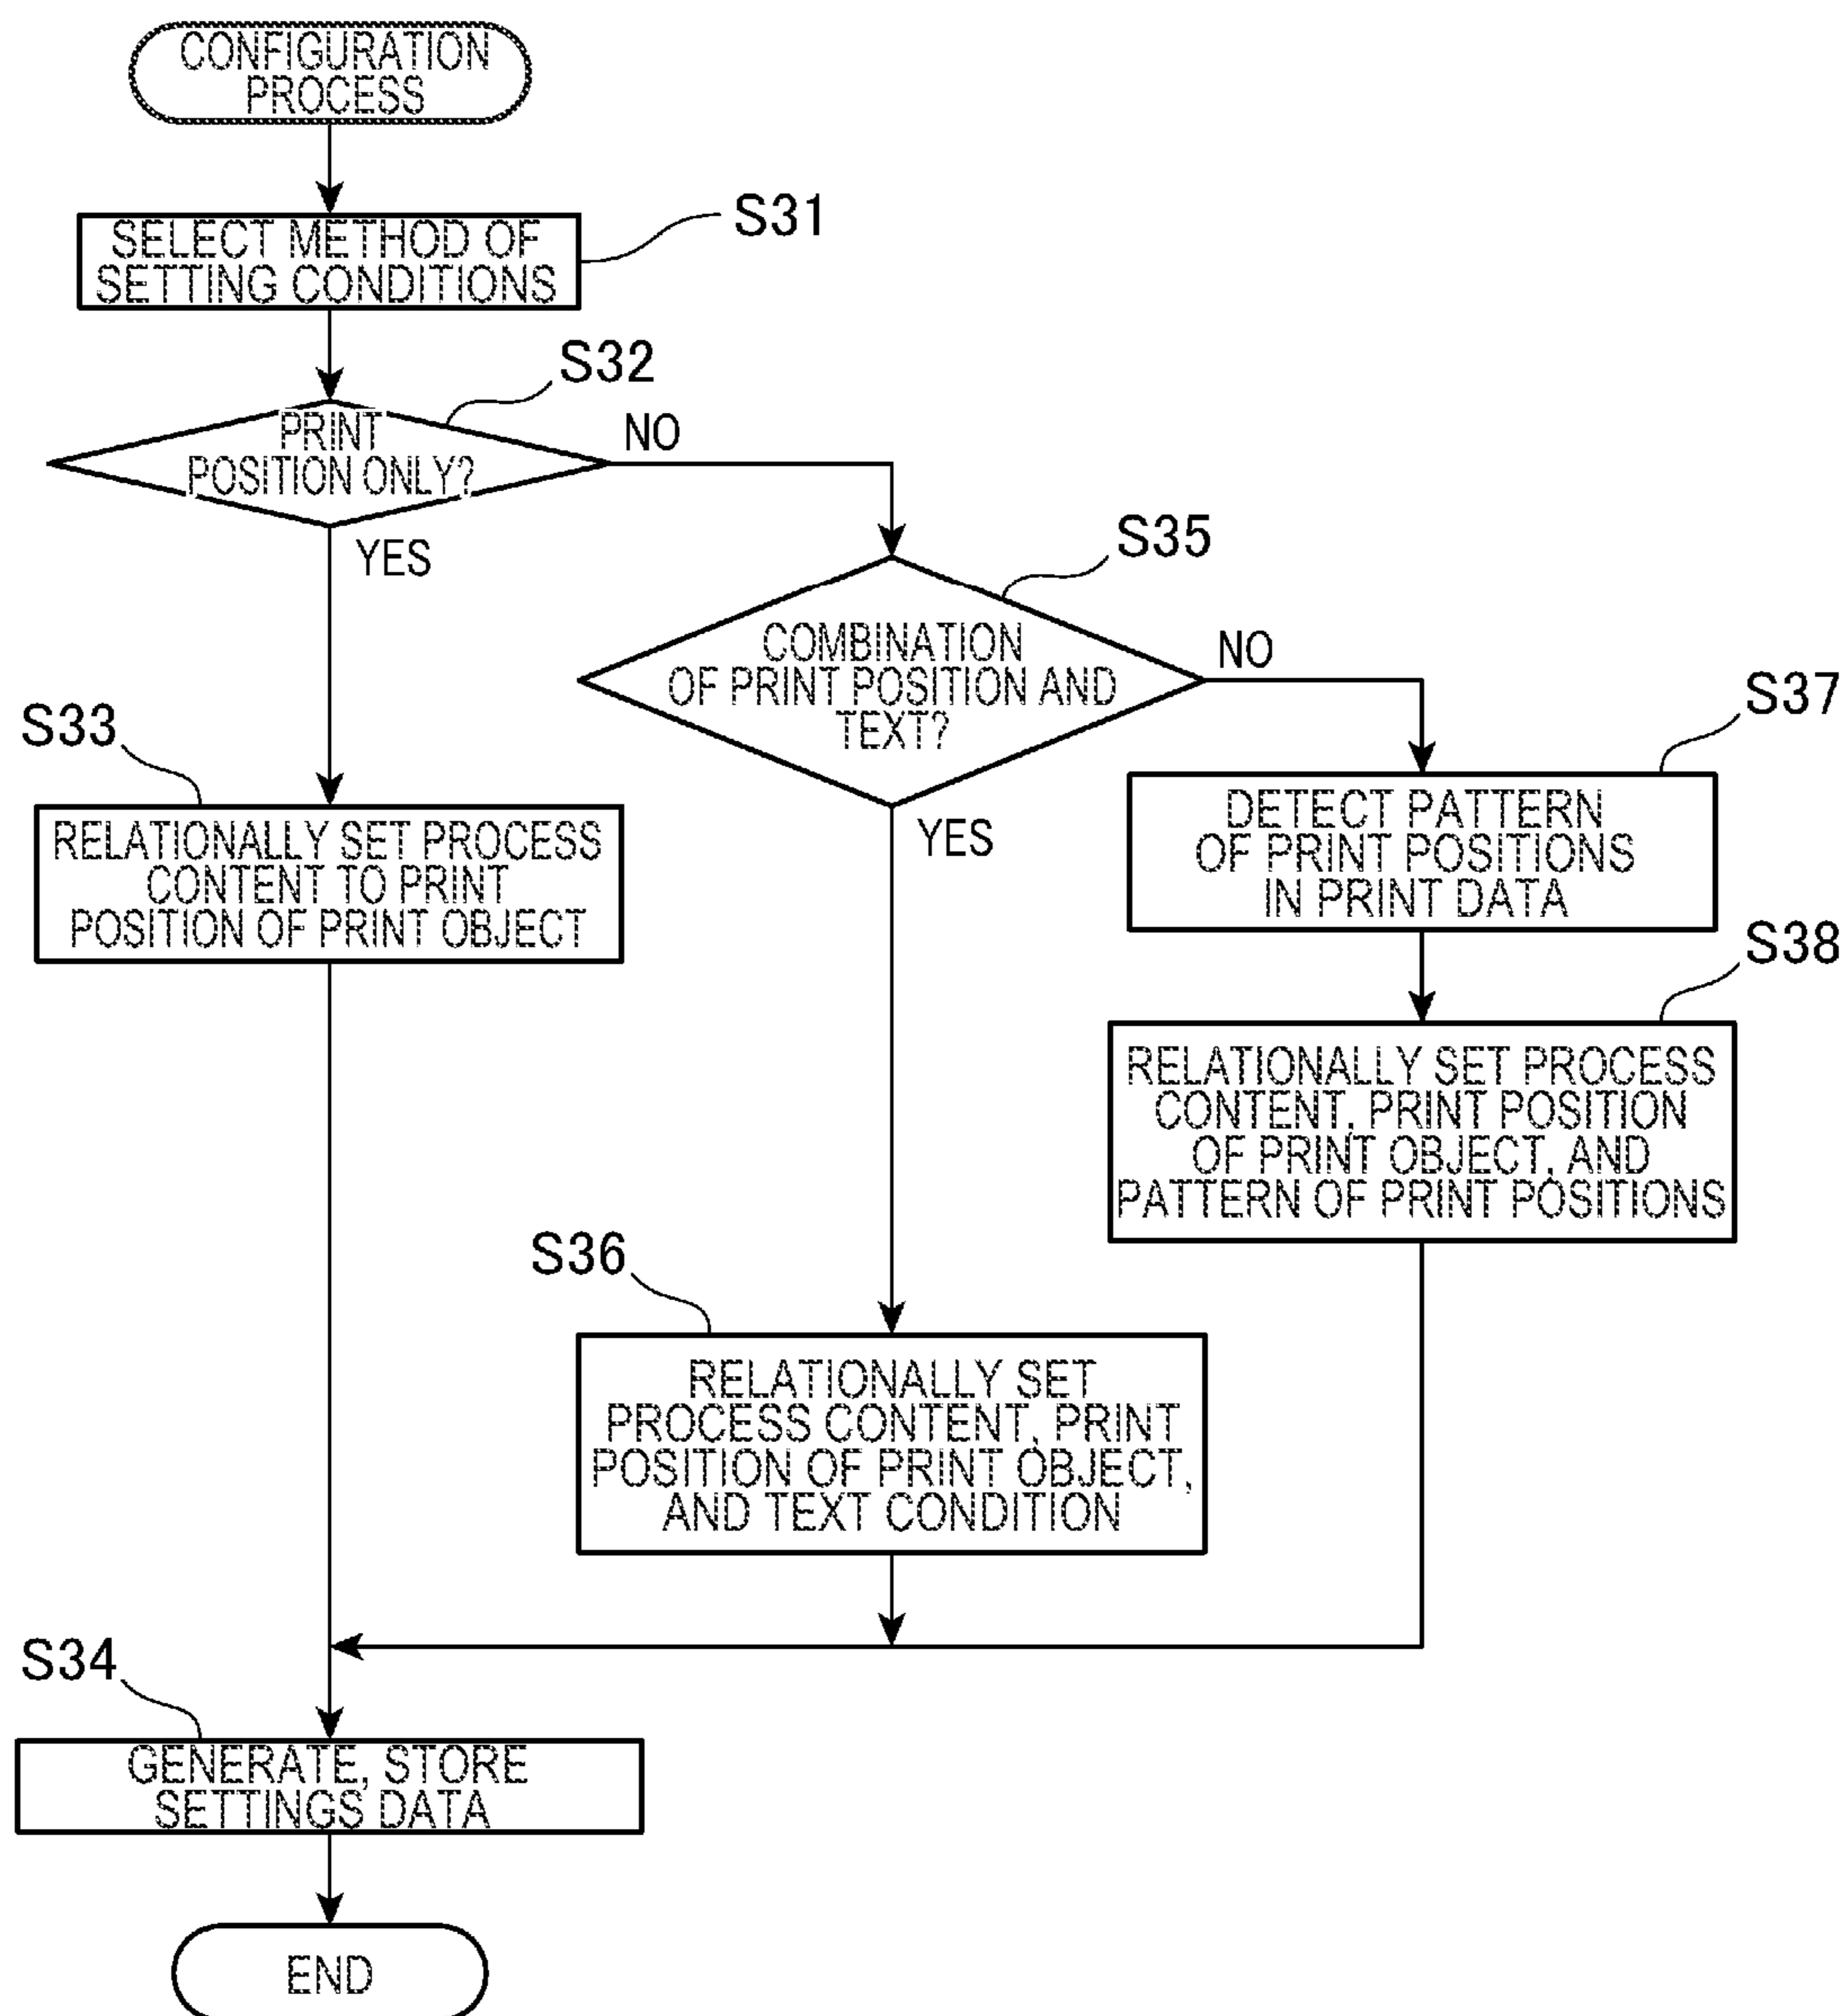 CONFIGURATION
PROCESS
S31
SELECT METHOD OF
SETTING CONDITIONS
S32
PRINT
POSITION ONLY?
NO
YES
S35
COMBINATION
OF PRINT POSITION AND
TEXT?
NO
YES
S33
RELATIONALLY SET PROCESS
CONTENT TO PRINT
POSITION OF PRINT OBJECT
S37
DETECT PATTERN
OF PRINT POSITIONS
IN PRINT DATA
S38
RELATIONALLY SET PROCESS
CONTENT, PRINT POSITION
OF PRINT OBJECT, AND
PATTERN OF PRINT POSITIONS
S36
RELATIONALLY SET
PROCESS CONTENT, PRINT
POSITION OF PRINT OBJECT,
AND TEXT CONDITION
S34
GENERATE, STORE
SETTINGS DATA
END